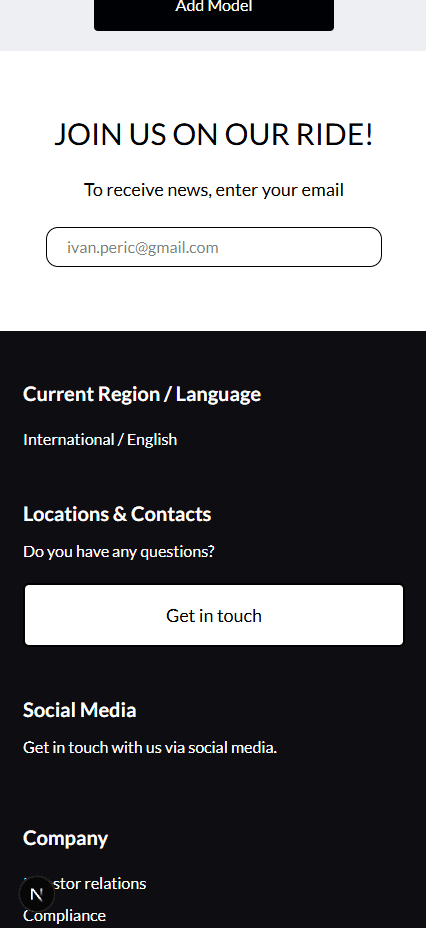 Add Model
JOIN US ON OUR RIDE!
To receive news, enter your email
ivan.peric@gmail.com
Current Region / Language
International / English
Locations & Contacts
Do you have any questions?
Get in touch
Social Media
Get in touch with us via social media.
Company
stor relations
N
Compliance